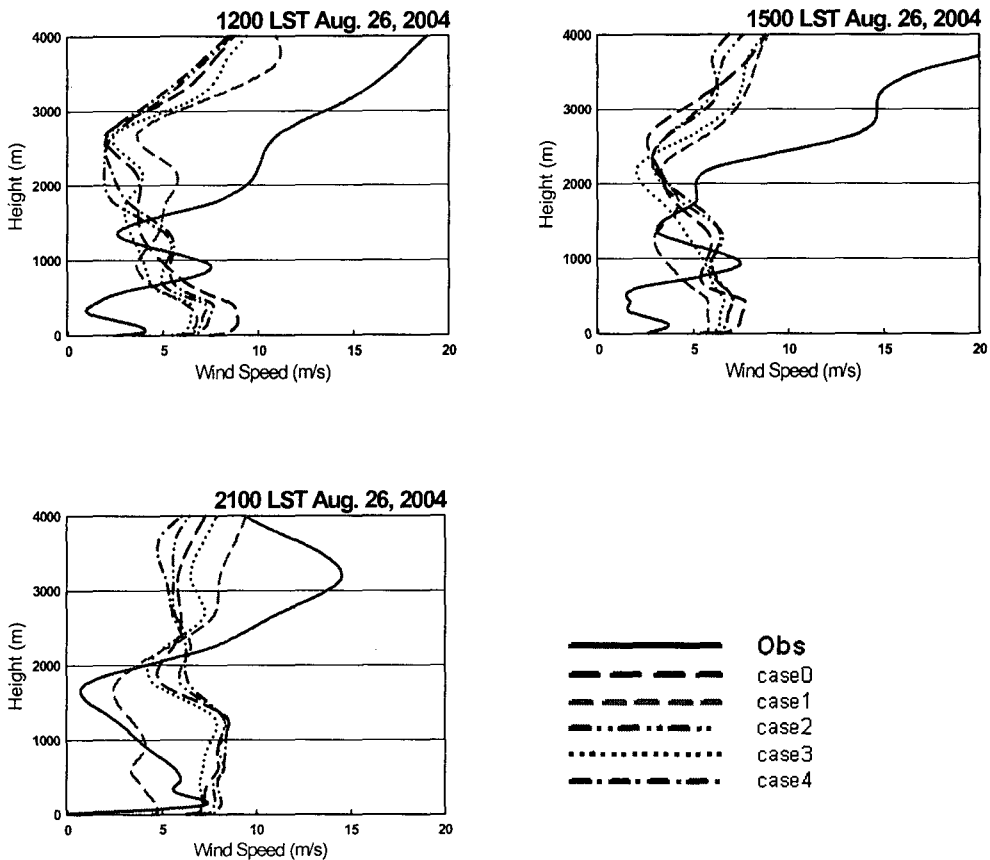 1200 LST Aug. 26, 2004
4000
3000
2000
1000
0
Height (m)
0 5 10 15 20
Wind Speed (m/s)
1500 LST Aug. 26, 2004
4000
3000
2000
1000
0
Height (m)
0 5 10 15 20
Wind Speed (m/s)
2100 LST Aug. 26, 2004
4000
3000
2000
1000
0
Height (m)
0 5 10 15 20
Wind Speed (m/s)
Obs
case0
case1
case2
case3
case4